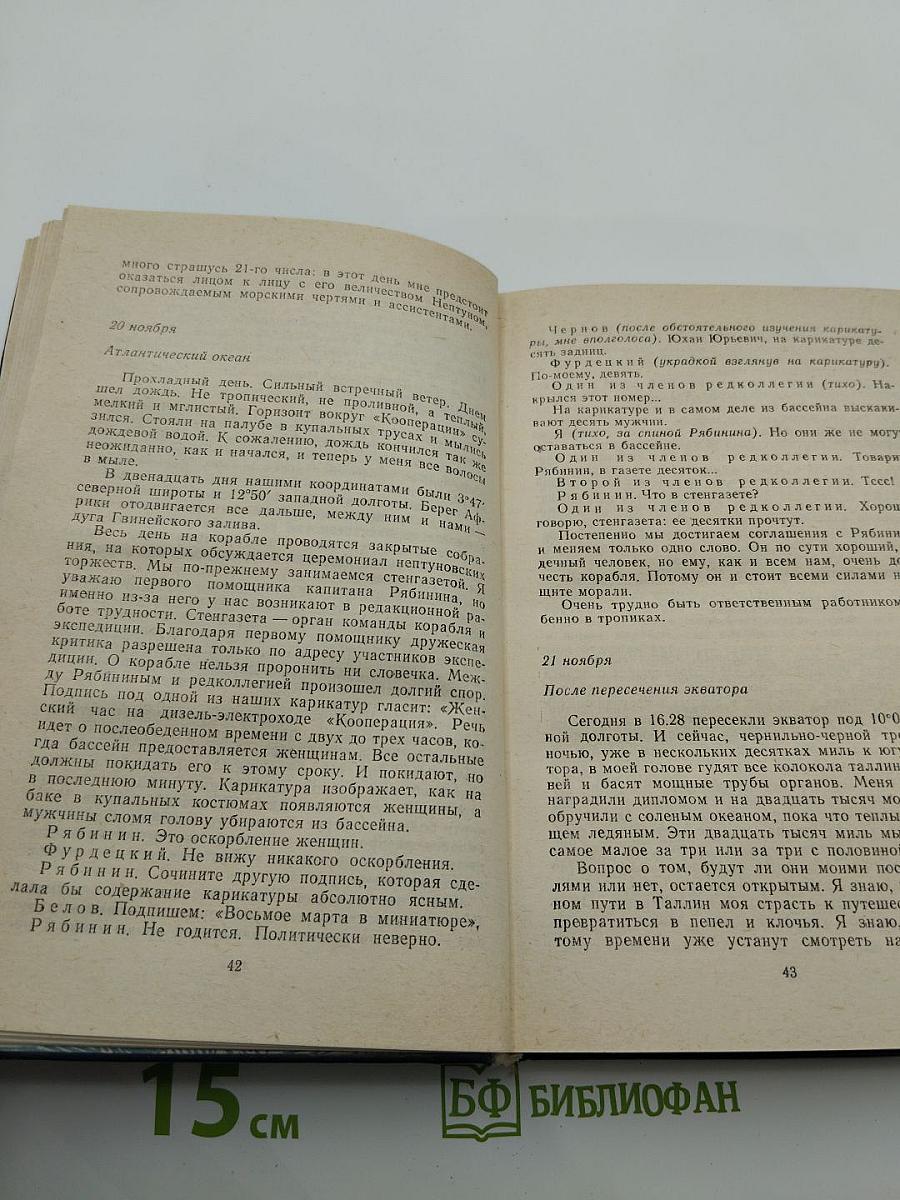 много страшусь 21-го числа: в этот день мне предстоит
оказаться лицом к лицу с его величеством Нептуном,
сопровождаемым морскими чертями и ассистентами.
20 ноября
Атлантический океан
Прохладный день. Сильный встречный ветер. Днем
шел дождь. Не тропический, не проливной, а теплый,
мелкий и мглистый. Горизонт вокруг «Кооперации» су-
зился. Стояли на палубе в купальных трусах и мылись
дождевой водой. К сожалению, дождь кончился так же
неожиданно, как и начался, и теперь у меня все волосы
в мыле.
В двенадцать дня нашими координатами были 3°47′
северной широты и 12°50′ западной долготы. Берег Аф-
рики отодвигается все дальше, между ним и нами —
дуга Гвинейского залива.
Весь день на корабле проводятся закрытые собра-
ния, на которых обсуждается церемониал нептуновских
торжеств. Мы по-прежнему занимаемся стенгазетой. Я
уважаю первого помощника капитана Рябинина, но
именно из-за него у нас возникают в редакционной ра-
боте трудности. Стенгазета — орган команды корабля и
экспедиции. Благодаря первому помощнику дружеская
критика разрешена только по адресу участников экспе-
диции. О корабле нельзя проронить ни словечка. Меж-
ду Рябининым и редколлегией произошел долгий спор.
Подпись под одной из наших карикатур гласит: «Жен-
ский час на дизель-электроходе «Кооперация». Речь
идет о послеобеденном времени с двух до трех часов, ко-
гда бассейн предоставляется женщинам. Все остальные
должны покидать его к этому сроку. И покидают, но
в последнюю минуту. Карикатура изображает, как на
баке в купальных костюмах появляются женщины, а
мужчины сломя голову убираются из бассейна.
Рябинин. Это оскорбление женщин.
Фурдецкий. Не вижу никакого оскорбления.
Рябинин. Сочините другую подпись, которая сде-
лала бы содержание карикатуры абсолютно ясным.
Белов. Подпишем: «Восьмое марта в миниатюре»,
Рябинин. Не годится. Политически неверно.
42
Чернов (после обстоятельного изучения карикату-
ры, мне вполголоса). Юхан Юрьевич, на карикатуре де-
сять задниц.
Фурдецкий (украдкой взглянув на карикатуру).
По-моему, девять.
Один из членов редколлегии (тихо). На-
крылся этот номер...
На карикатуре и в самом деле из бассейна выскаки-
вают десять мужчин.
Я (тихо, за спиной Рябинина). Но они же не могут
оставаться в бассейне.
Один из членов редколлегии. Товари
Рябинин, в газете десяток...
Второй из членов редколлегии. Тссс!
Рябинин. Что в стенгазете?
Один из членов редколлегии. Хорош
говорю, стенгазета: ее десятки прочтут.
Постепенно мы достигаем соглашения с Рябини
и меняем только одно слово. Он по сути хороший,
дечный человек, но ему, как и всем нам, очень до
честь корабля. Потому он и стоит всеми силами н
щите морали.
Очень трудно быть ответственным работником
бенно в тропиках.
21 ноября
После пересечения экватора
Сегодня в 16.28 пересекли экватор под 10°0
ной долготы. И сейчас, чернильно-черной тро
ночью, уже в нескольких десятках миль к югу
тора, в моей голове гудят все колокола таллин
вей и басят мощные трубы органов. Меня
наградили дипломом и на двадцать тысяч мо
обручили с соленым океаном, пока что теплы
щем ледяным. Эти двадцать тысяч миль мы
самое малое за три или за три с половиной
Вопрос о том, будут ли они моими пос
лями или нет, остается открытым. Я знаю,
ном пути в Таллин моя страсть к путешес
превратиться в пепел и клочья. Я знаю,
тому времени уже устанут смотреть на
43
15 см
БФ БИБЛИОФАН